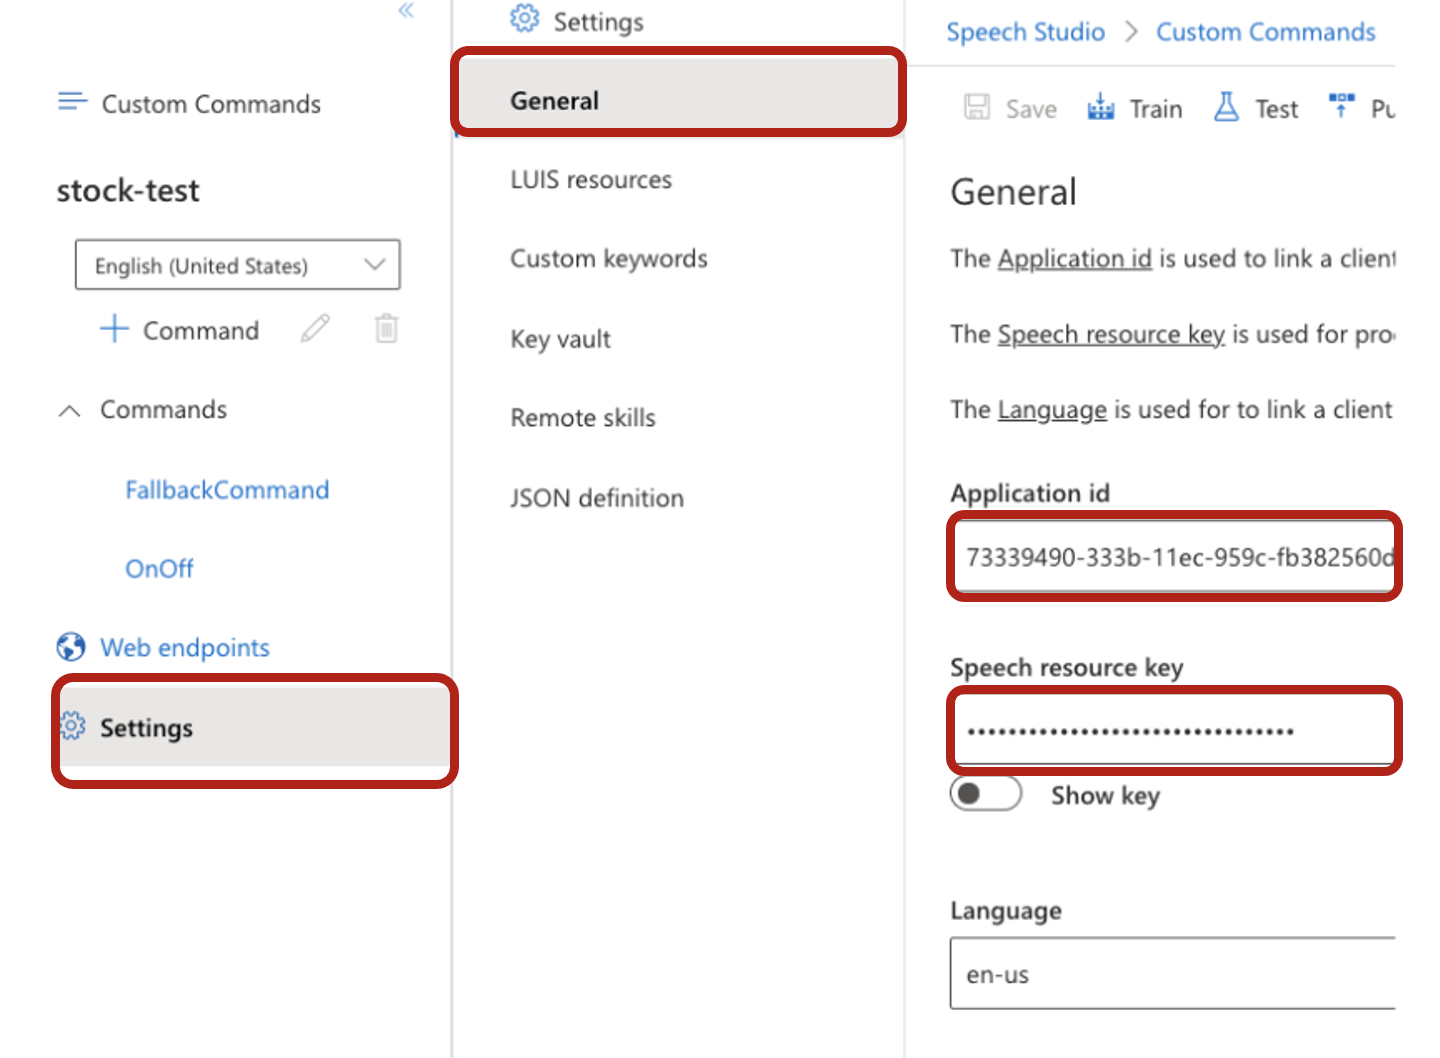 Custom Commands
stock-test
English (United States)
Command
Commands
FallbackCommand
OnOff
Web endpoints
Settings
Settings
General
LUIS resources
Custom keywords
Key vault
Remote skills
JSON definition
Speech Studio > Custom Commands
Save Train Test Pu
General
The Application id is used to link a client
The Speech resource key is used for pro
The Language is used for to link a client
Application id
73339490-333b-11ec-959c-fb382560d
Speech resource key
••••••••••••••••••••••••••••••••
Show key
Language
en-us